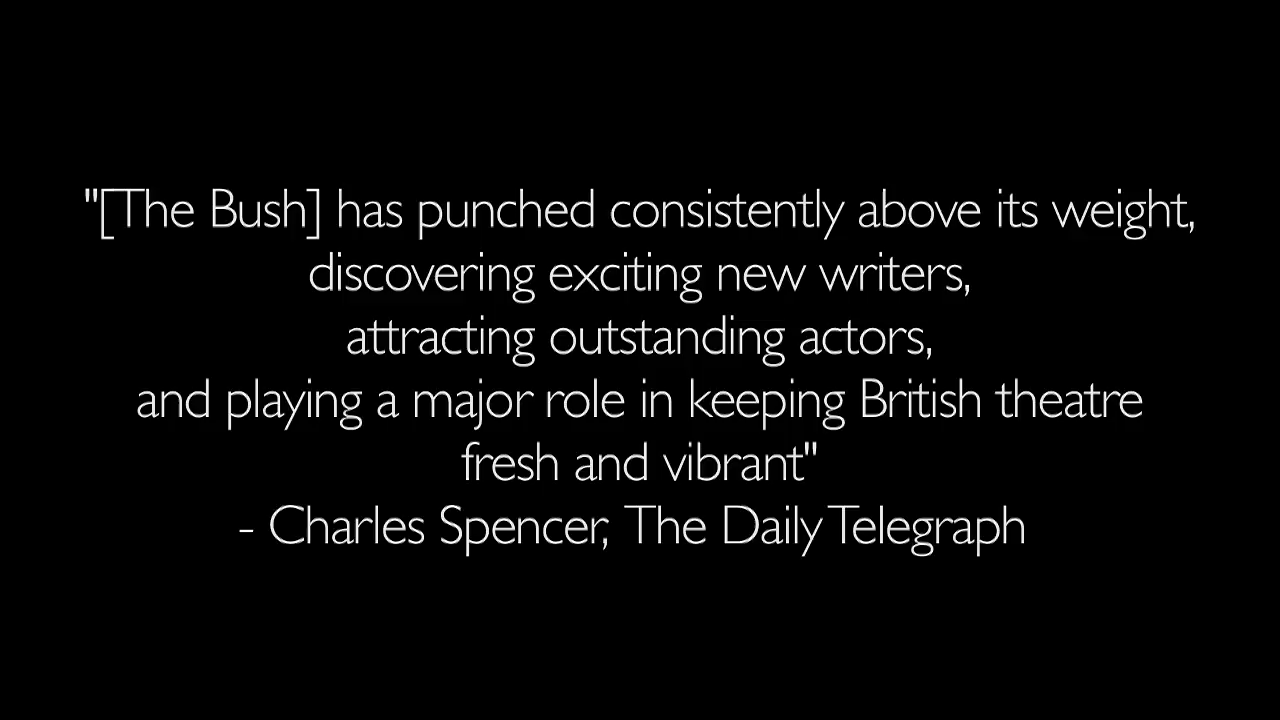 "[The Bush] has punched consistently above its weight,
discovering exciting new writers,
attracting outstanding actors,
and playing a major role in keeping British theatre
fresh and vibrant"
- Charles Spencer, The Daily Telegraph